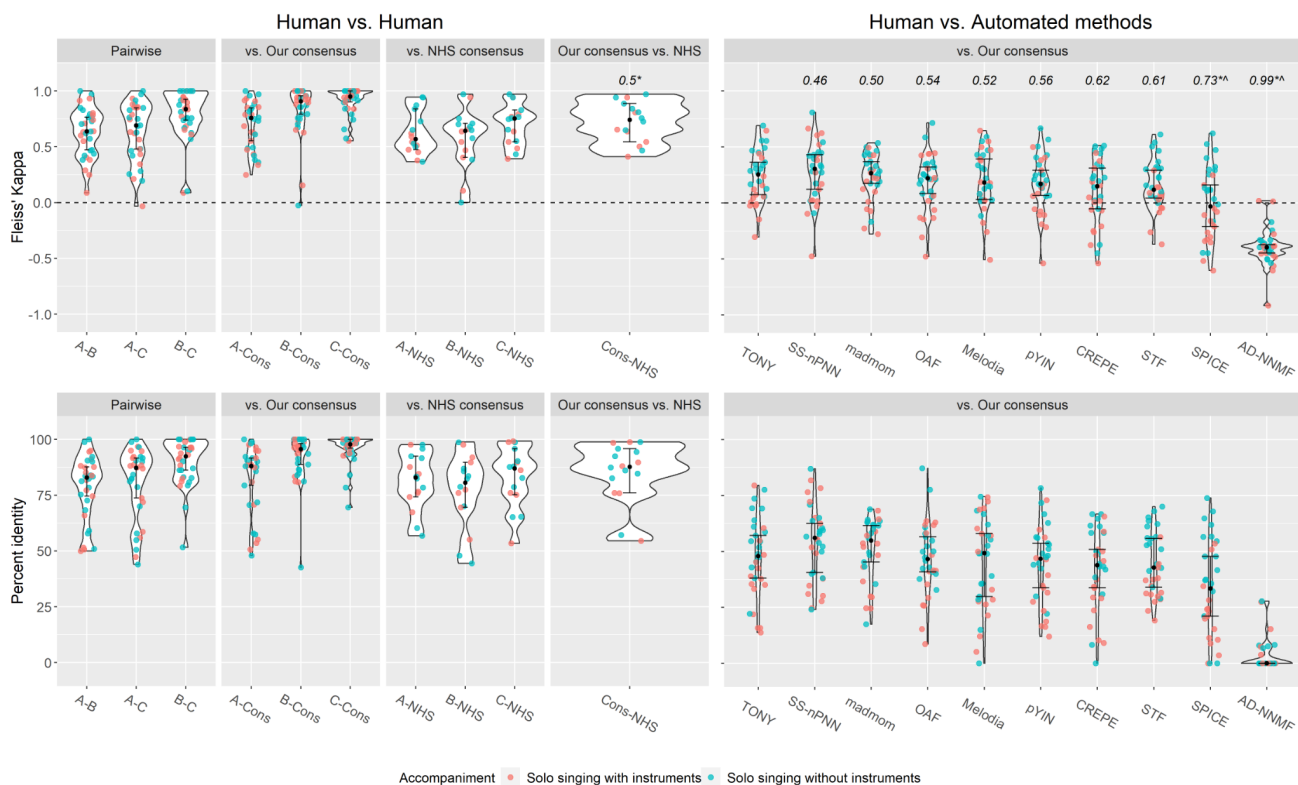 Human vs. Human
Human vs. Automated methods
Pairwise
vs. Our consensus
vs. NHS consensus
Our consensus vs. NHS
vs. Our consensus
0.5*
0.46
0.50
0.54
0.52
0.56
0.62
0.61
0.73*^
0.99*^
Fleiss' Kappa
1.0
0.5
0.0
-0.5
-1.0
A-B
A-C
B-C
A-Cons
B-Cons
C-Cons
A-NHS
B-NHS
C-NHS
Cons-NHS
TONY
SS-nPNN
madmom
OAF
Melodia
pYIN
CREPE
STF
SPICE
AD-NNMF
Pairwise
vs. Our consensus
vs. NHS consensus
Our consensus vs. NHS
vs. Our consensus
Percent identity
100
75
50
25
0
A-B
A-C
B-C
A-Cons
B-Cons
C-Cons
A-NHS
B-NHS
C-NHS
Cons-NHS
TONY
SS-nPNN
madmom
OAF
Melodia
pYIN
CREPE
STF
SPICE
AD-NNMF
Accompaniment Solo singing with instruments Solo singing without instruments